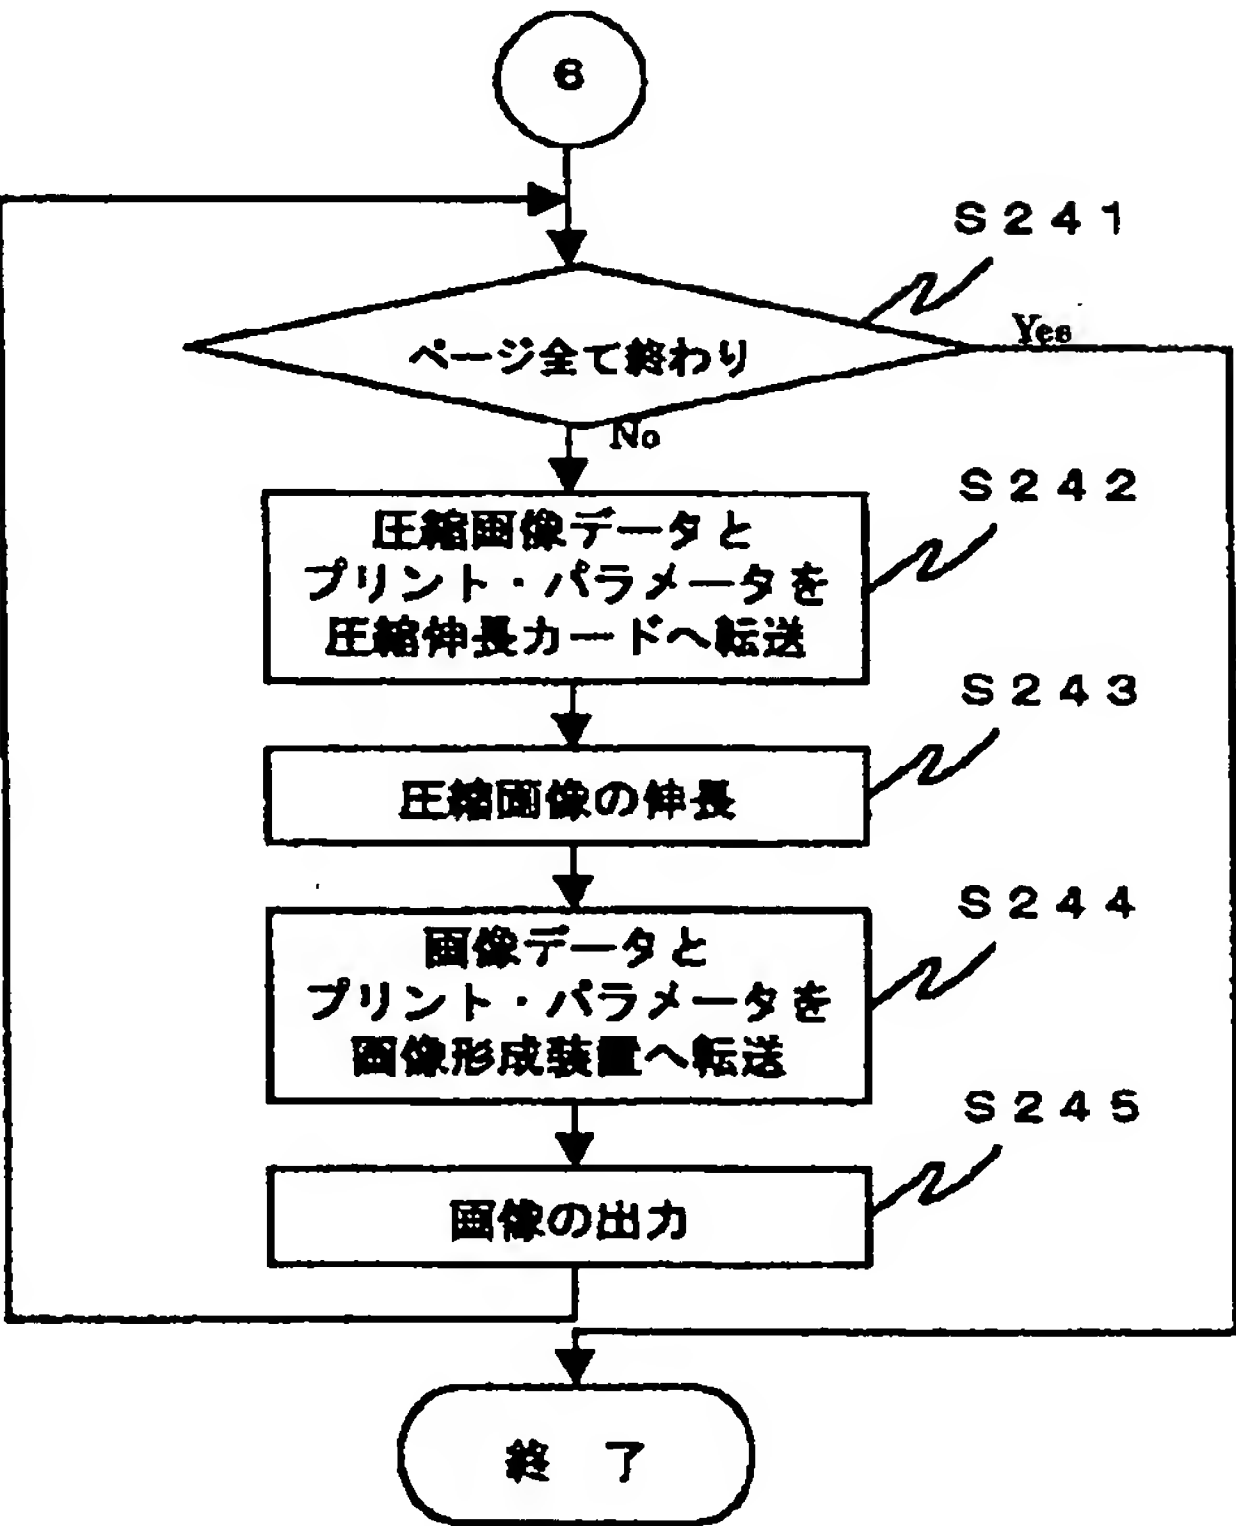 6
S241
ページ全て終わり
Yes
No
S242
圧縮画像データと
プリント・パラメータを
圧縮伸長カードへ転送
S243
圧縮画像の伸長
S244
画像データと
プリント・パラメータを
画像形成装置へ転送
S245
画像の出力
終 了